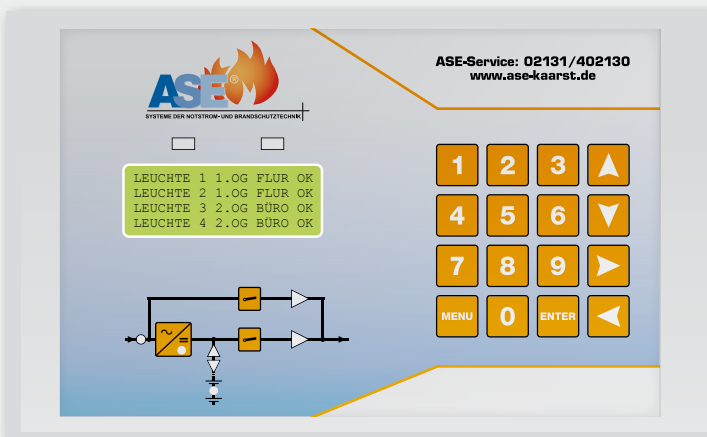 ASE®
SYSTEME DER NOTSTROM-UND BRANDSCHUTZTECHNIK
ASE-Service: 02131/402130
www.ase-kaarst.de
LEUCHTE 1 1.OG FLUR OK
LEUCHTE 2 1.OG FLUR OK
LEUCHTE 3 2.OG BÜRO OK
LEUCHTE 4 2.OG BÜRO OK
1 2 3
4 5 6
7 8 9
MENU 0 ENTER